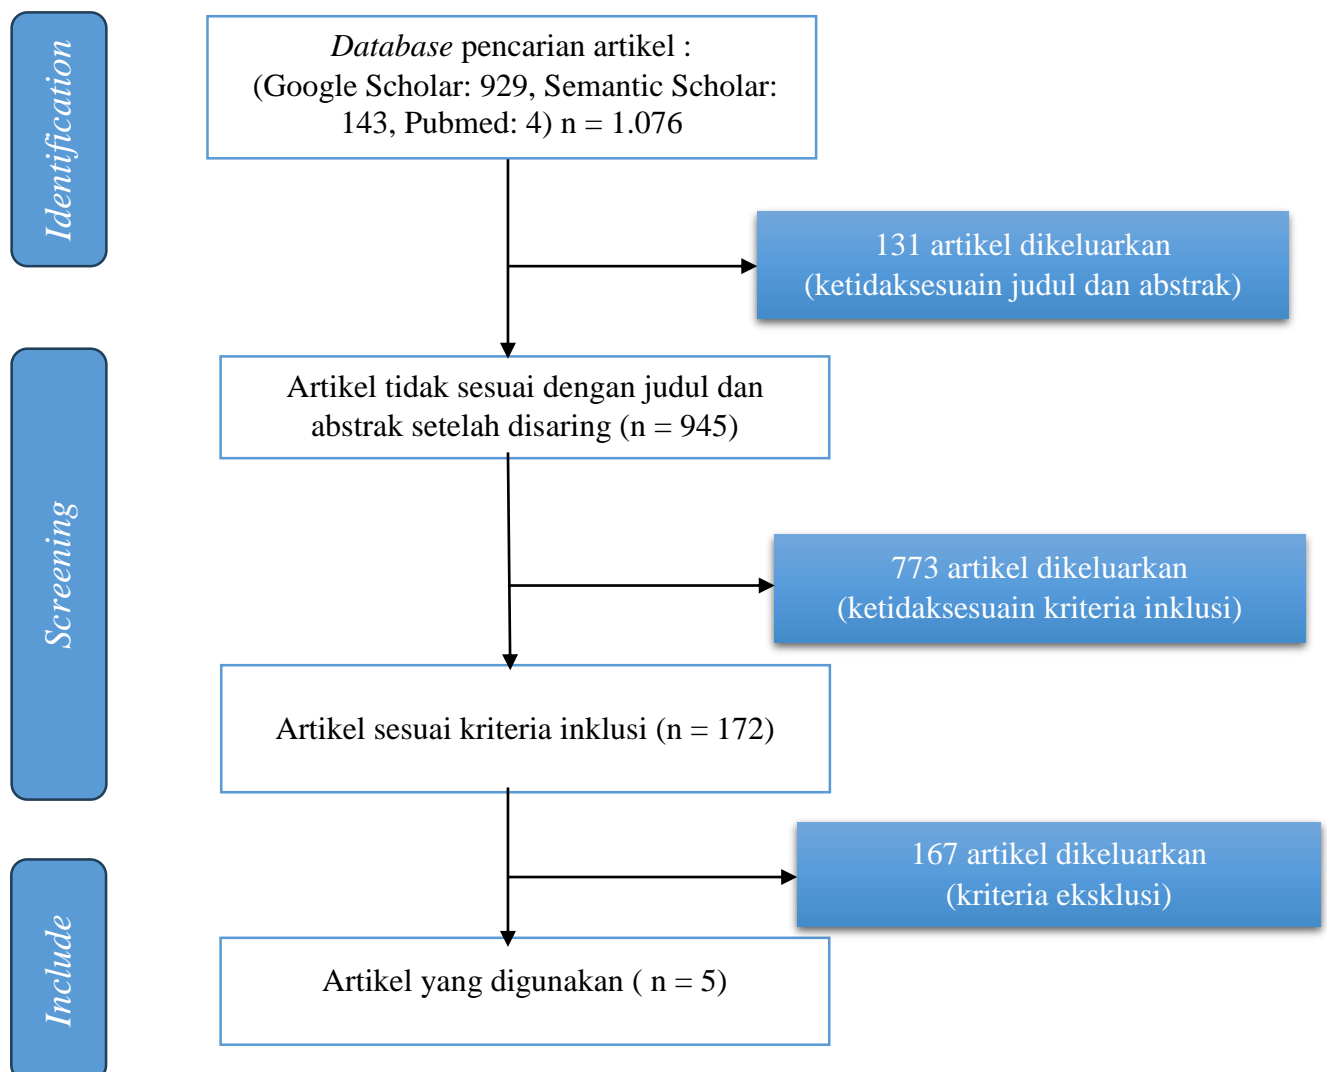 Identification
Database pencarian artikel :
(Google Scholar: 929, Semantic Scholar:
143, Pubmed: 4) n = 1.076
131 artikel dikeluarkan
(ketidaksesuain judul dan abstrak)
Screening
Artikel tidak sesuai dengan judul dan
abstrak setelah disaring (n = 945)
773 artikel dikeluarkan
(ketidaksesuain kriteria inklusi)
Artikel sesuai kriteria inklusi (n = 172)
167 artikel dikeluarkan
(kriteria eksklusi)
Include
Artikel yang digunakan ( n = 5)